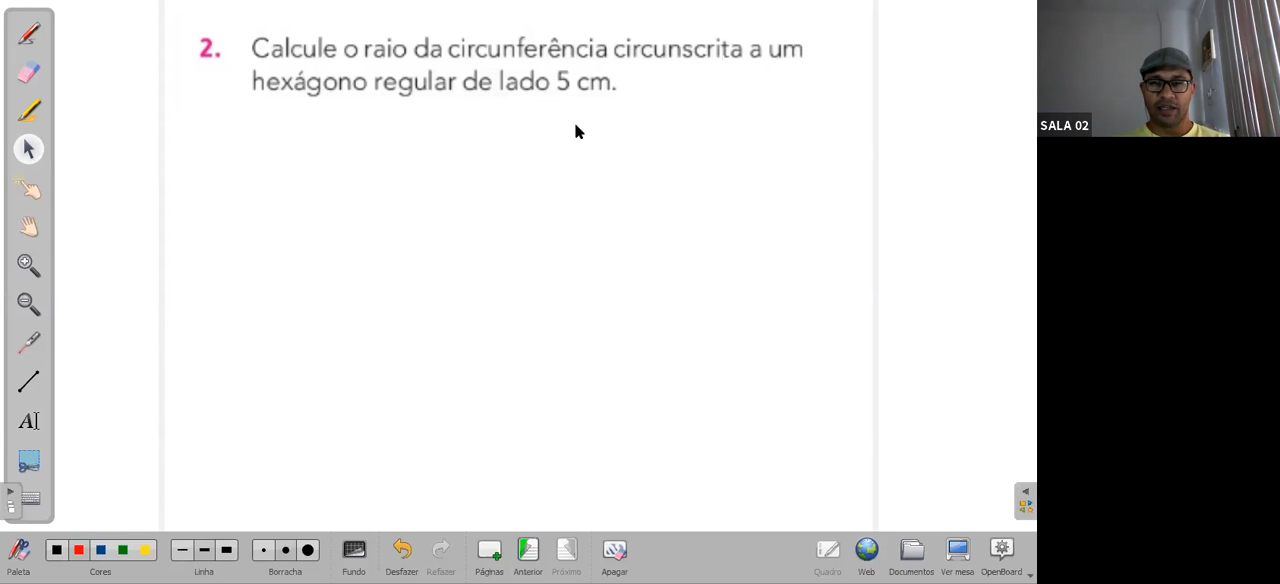 2. Calcule o raio da circunferência circunscrita a um
hexágono regular de lado 5 cm.
SALA 02
Paleta
Cores
Linha
Borracha
Fundo
Desfazer
Refazer
Páginas
Anterior
Próximo
Apagar
Quadro
Web
Documentos
Ver mesa
OpenBoard